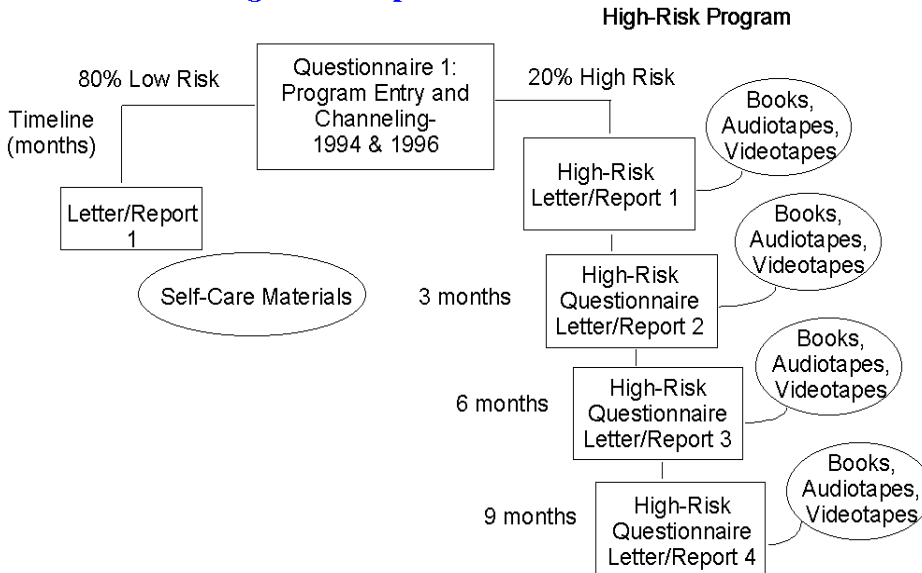 High-Risk Program
80% Low Risk
Questionnaire 1:
Program Entry and
Channeling-
1994 & 1996
20% High Risk
Timeline
(months)
Letter/Report
1
Self-Care Materials
High-Risk
Letter/Report 1
Books,
Audiotapes,
Videotapes
3 months
High-Risk
Questionnaire
Letter/Report 2
Books,
Audiotapes,
Videotapes
6 months
High-Risk
Questionnaire
Letter/Report 3
Books,
Audiotapes,
Videotapes
9 months
High-Risk
Questionnaire
Letter/Report 4
Books,
Audiotapes,
Videotapes